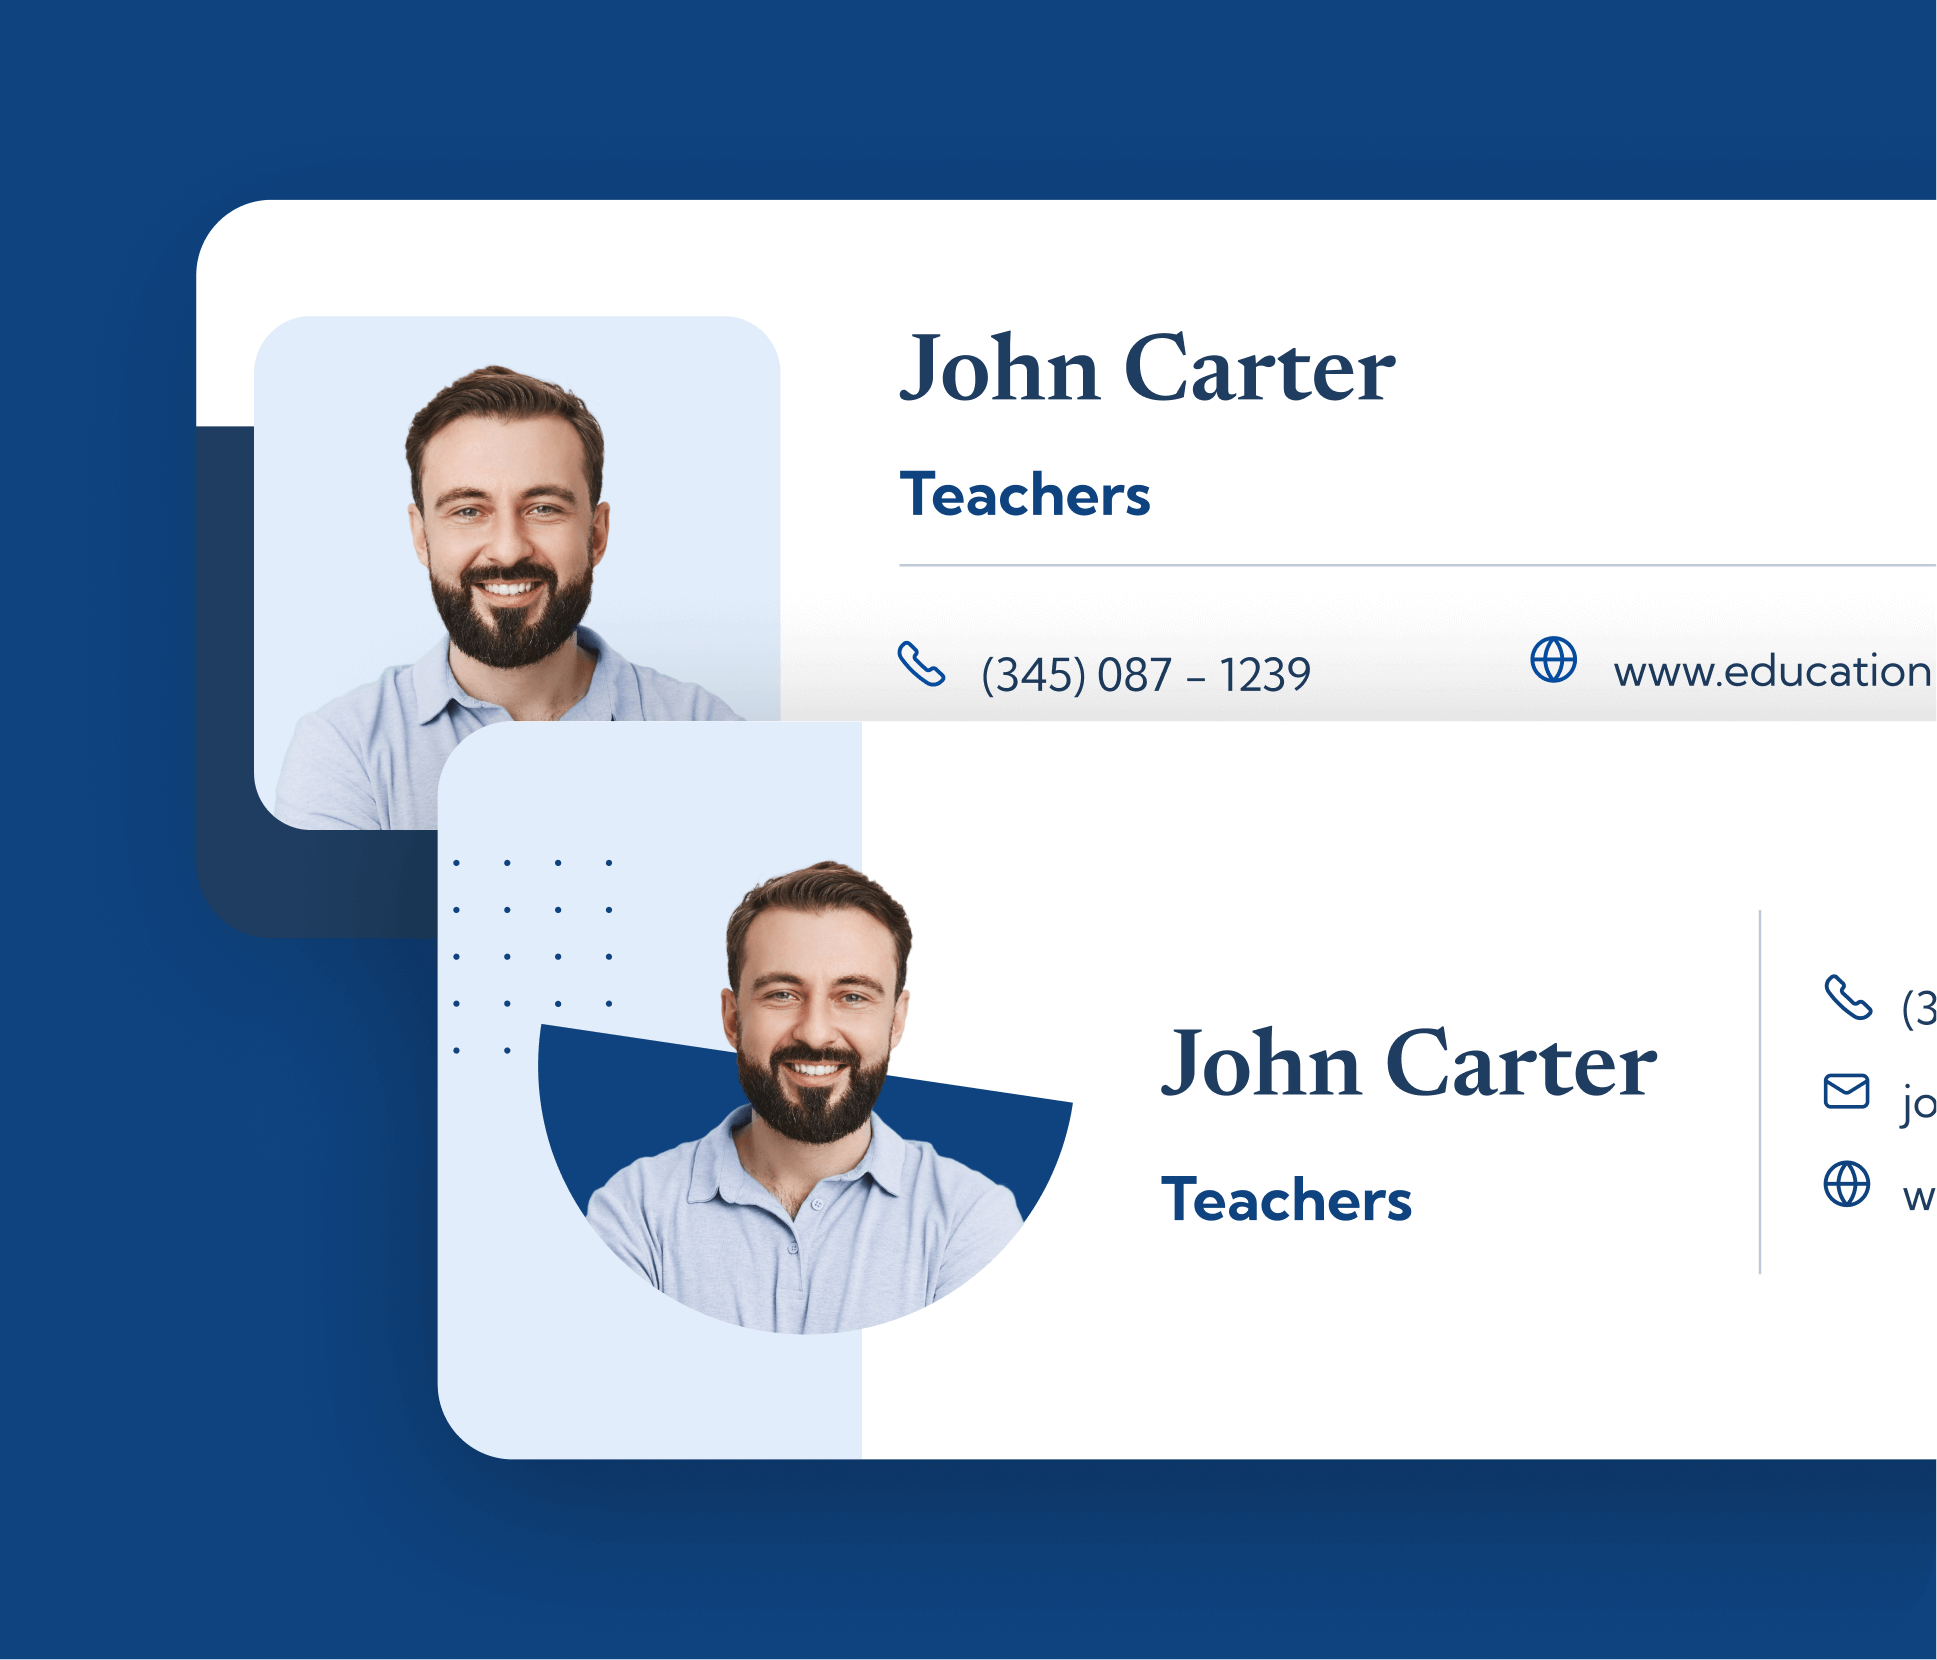 John Carter
Teachers
(345) 087 - 1239
www.education
John Carter
Teachers
(3
jo
w